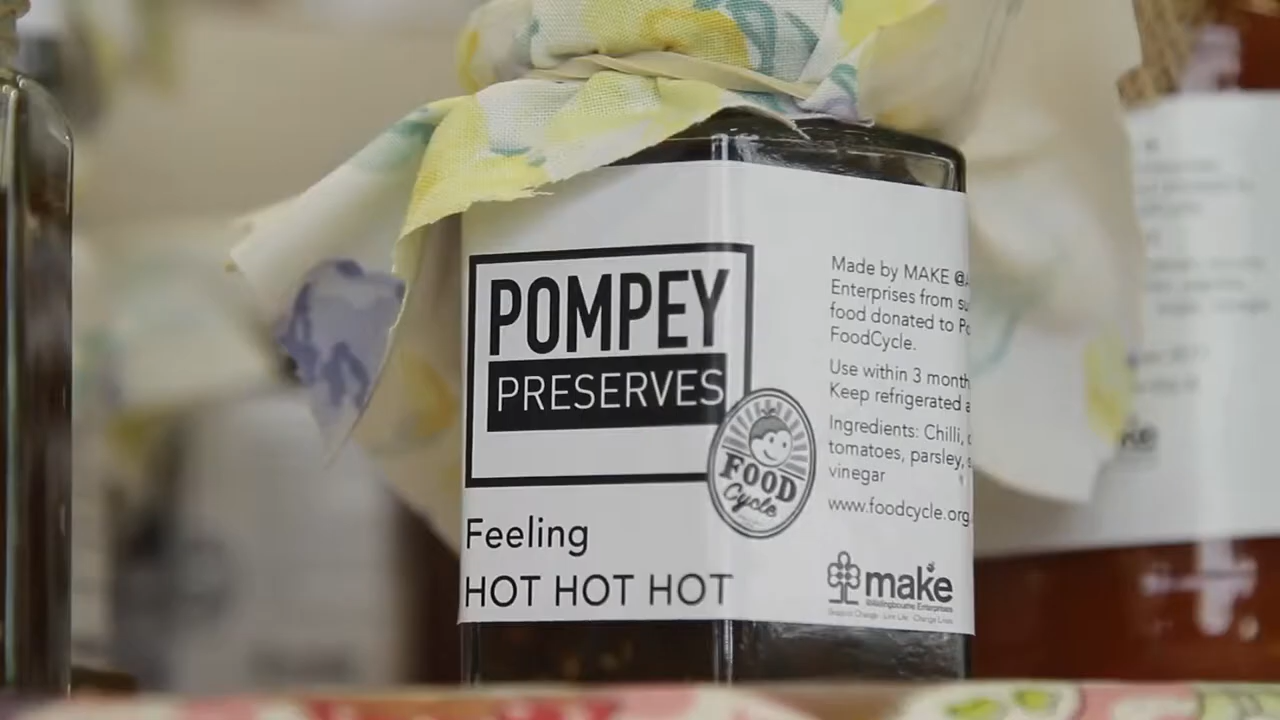 POMPEY
PRESERVES
FOOD
Cycle
Feeling
HOT HOT HOT
Made by MAKE
Enterprises from
food donated to
FoodCycle.
Use within 3
Keep refrigerated
Ingredients: Chilli,
tomatoes, parsley,
vinegar
www.foodcycle.org
make
Enterprises